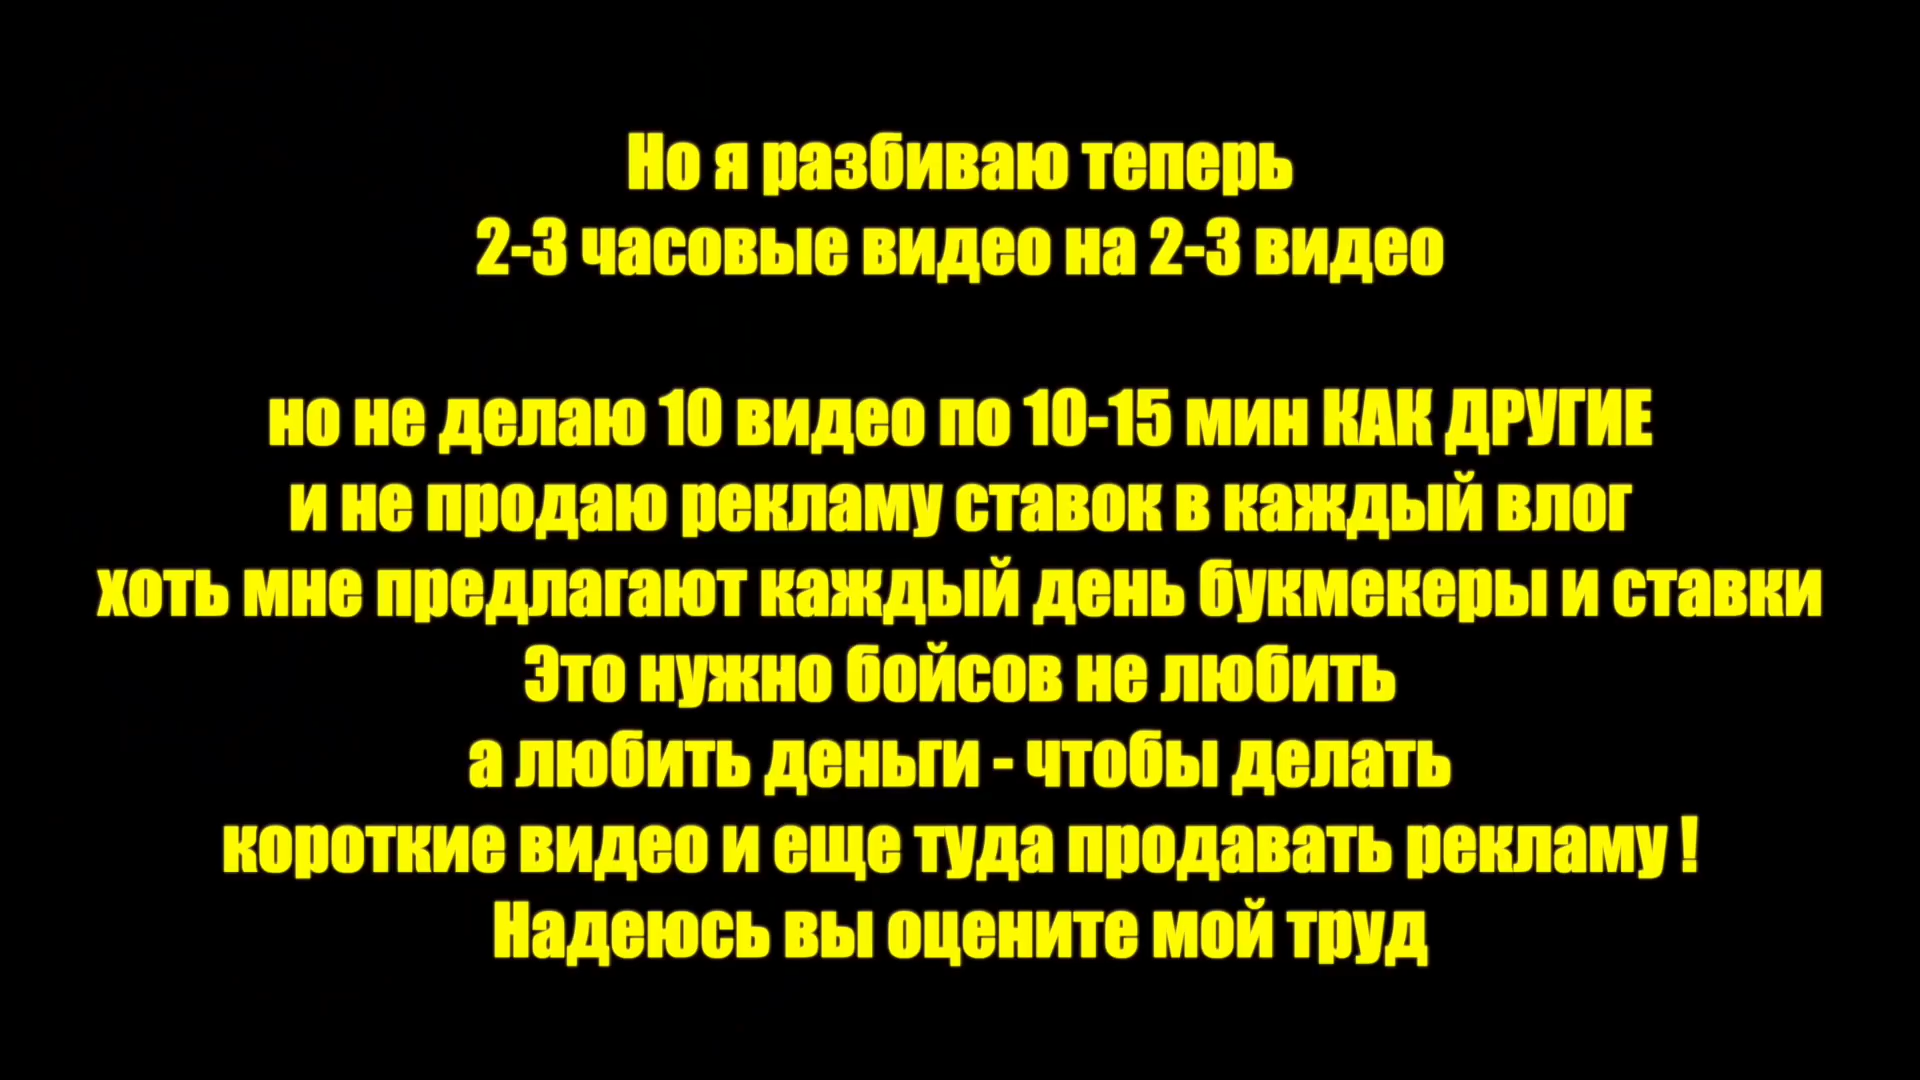 Но я разбиваю теперь
2-3 часовые видео на 2-3 видео
но не делаю 10 видео по 10-15 мин КАК ДРУГИЕ
и не продаю рекламу ставок в каждый влог
хоть мне предлагают каждый день букмекеры и ставки
Это нужно бойсов не любить
а любить деньги - чтобы делать
короткие видео и еще туда продавать рекламу !
Надеюсь вы оцените мой труд